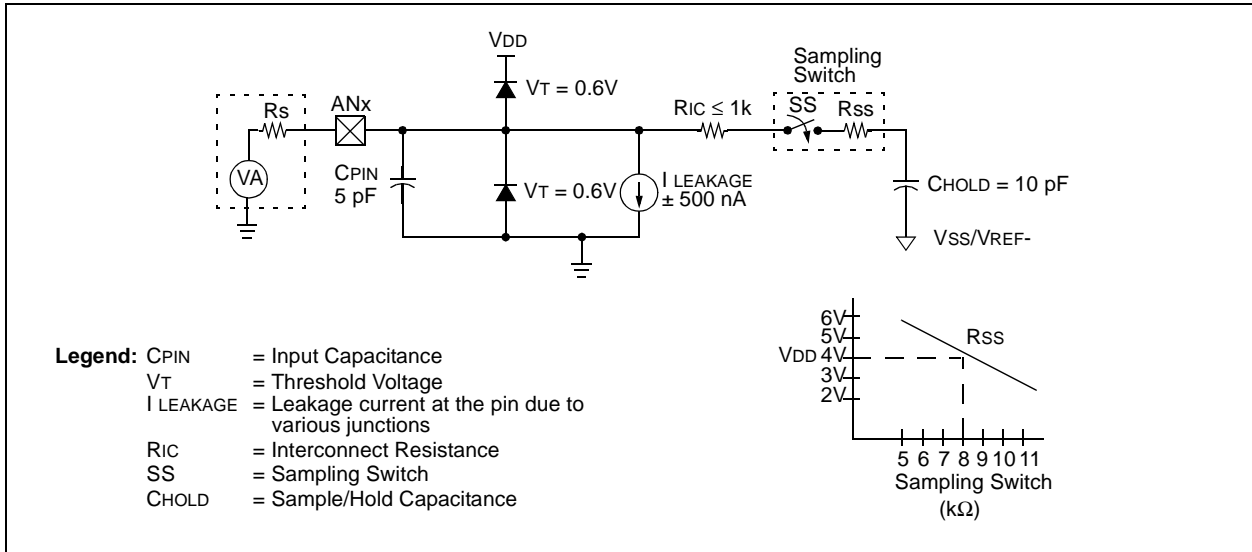 VDD
Sampling
Switch
VT = 0.6V
Rs
ANx
RIC ≤ 1k
SS
RSS
VA
CPIN
5 pF
VT = 0.6V
I LEAKAGE
± 500 nA
CHOLD = 10 pF
VSS/VREF-
Legend: CPIN = Input Capacitance
VT = Threshold Voltage
I LEAKAGE = Leakage current at the pin due to
various junctions
RIC = Interconnect Resistance
SS = Sampling Switch
CHOLD = Sample/Hold Capacitance
6V
5V
VDD 4V
3V
2V
RSS
5 6 7 8 9 10 11
Sampling Switch
(kΩ)